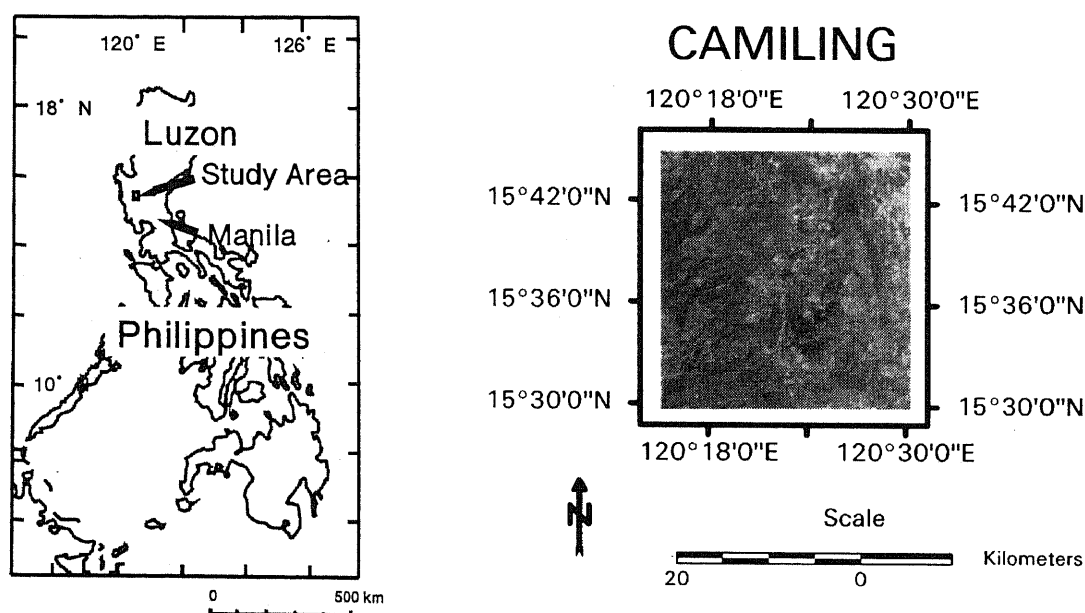 120° E
126° E
18° N
Luzon
Study Area
Manila
Philippines
10°
0
500 km
CAMILING
120°18'0"E
120°30'0"E
15°42'0"N
15°42'0"N
15°36'0"N
15°36'0"N
15°30'0"N
15°30'0"N
120°18'0"E
120°30'0"E
N
Scale
Kilometers
20
0